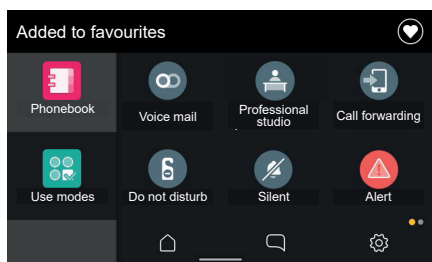 Added to favourites
Phonebook
Voice mail
Professional
studio
Call forwarding
Use modes
Do not disturb
Silent
Alert